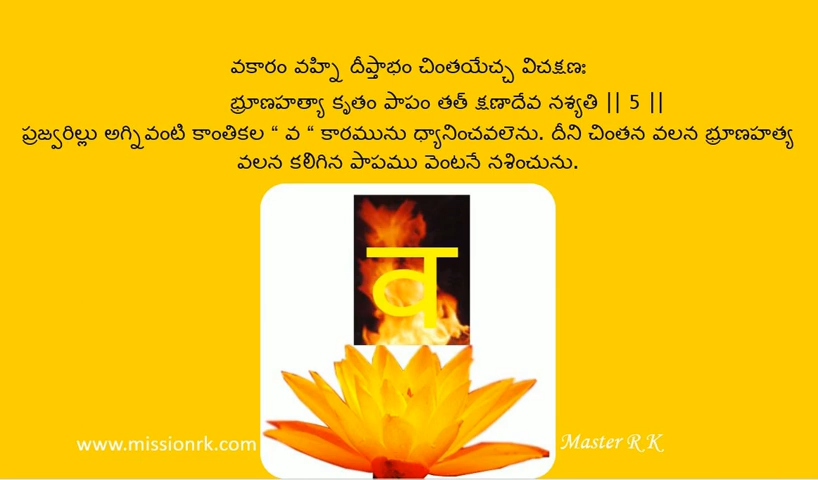 వకారం వహ్ని దీప్తాభం చింతయేచ్చ విచక్షణః
భ్రూణహత్యా కృతం పాపం తత్ క్షణాదేవ నశ్యతి || 5 ||
ప్రజ్వరిల్లు అగ్నివంటి కాంతికల “ వ “ కారమును ధ్యానించవలెను. దీని చింతన వలన భ్రూణహత్య
వలన కలిగిన పాపము వెంటనే నశించును.
व
www.missionrk.com
Master R K